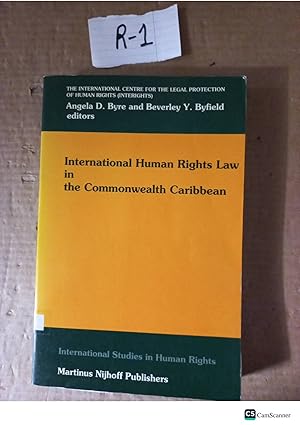 R-1
THE INTERNATIONAL CENTRE FOR THE LEGAL PROTECTION
OF HUMAN RIGHTS (INTERIGHTS)
Angela D. Byre and Beverley Y. Byfield
editors
International Human Rights Law
in
the Commonwealth Caribbean
International Studies in Human Rights
Martinus Nijhoff Publishers
CS CamScanner